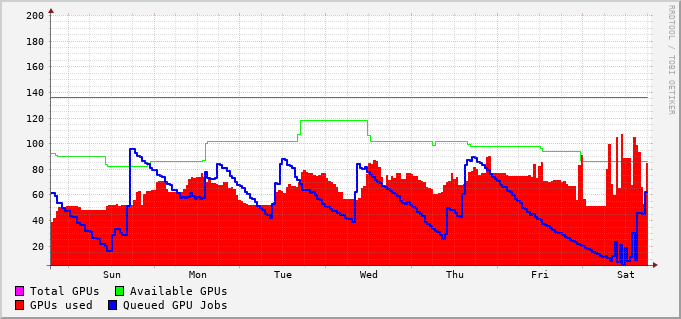 200
180
160
140
120
100
80
60
40
20
Sun Mon Tue Wed Thu Fri Sat
Total GPUs Available GPUs
GPUs used Queued GPU Jobs
RRDTOOL / TOBI OETIKER